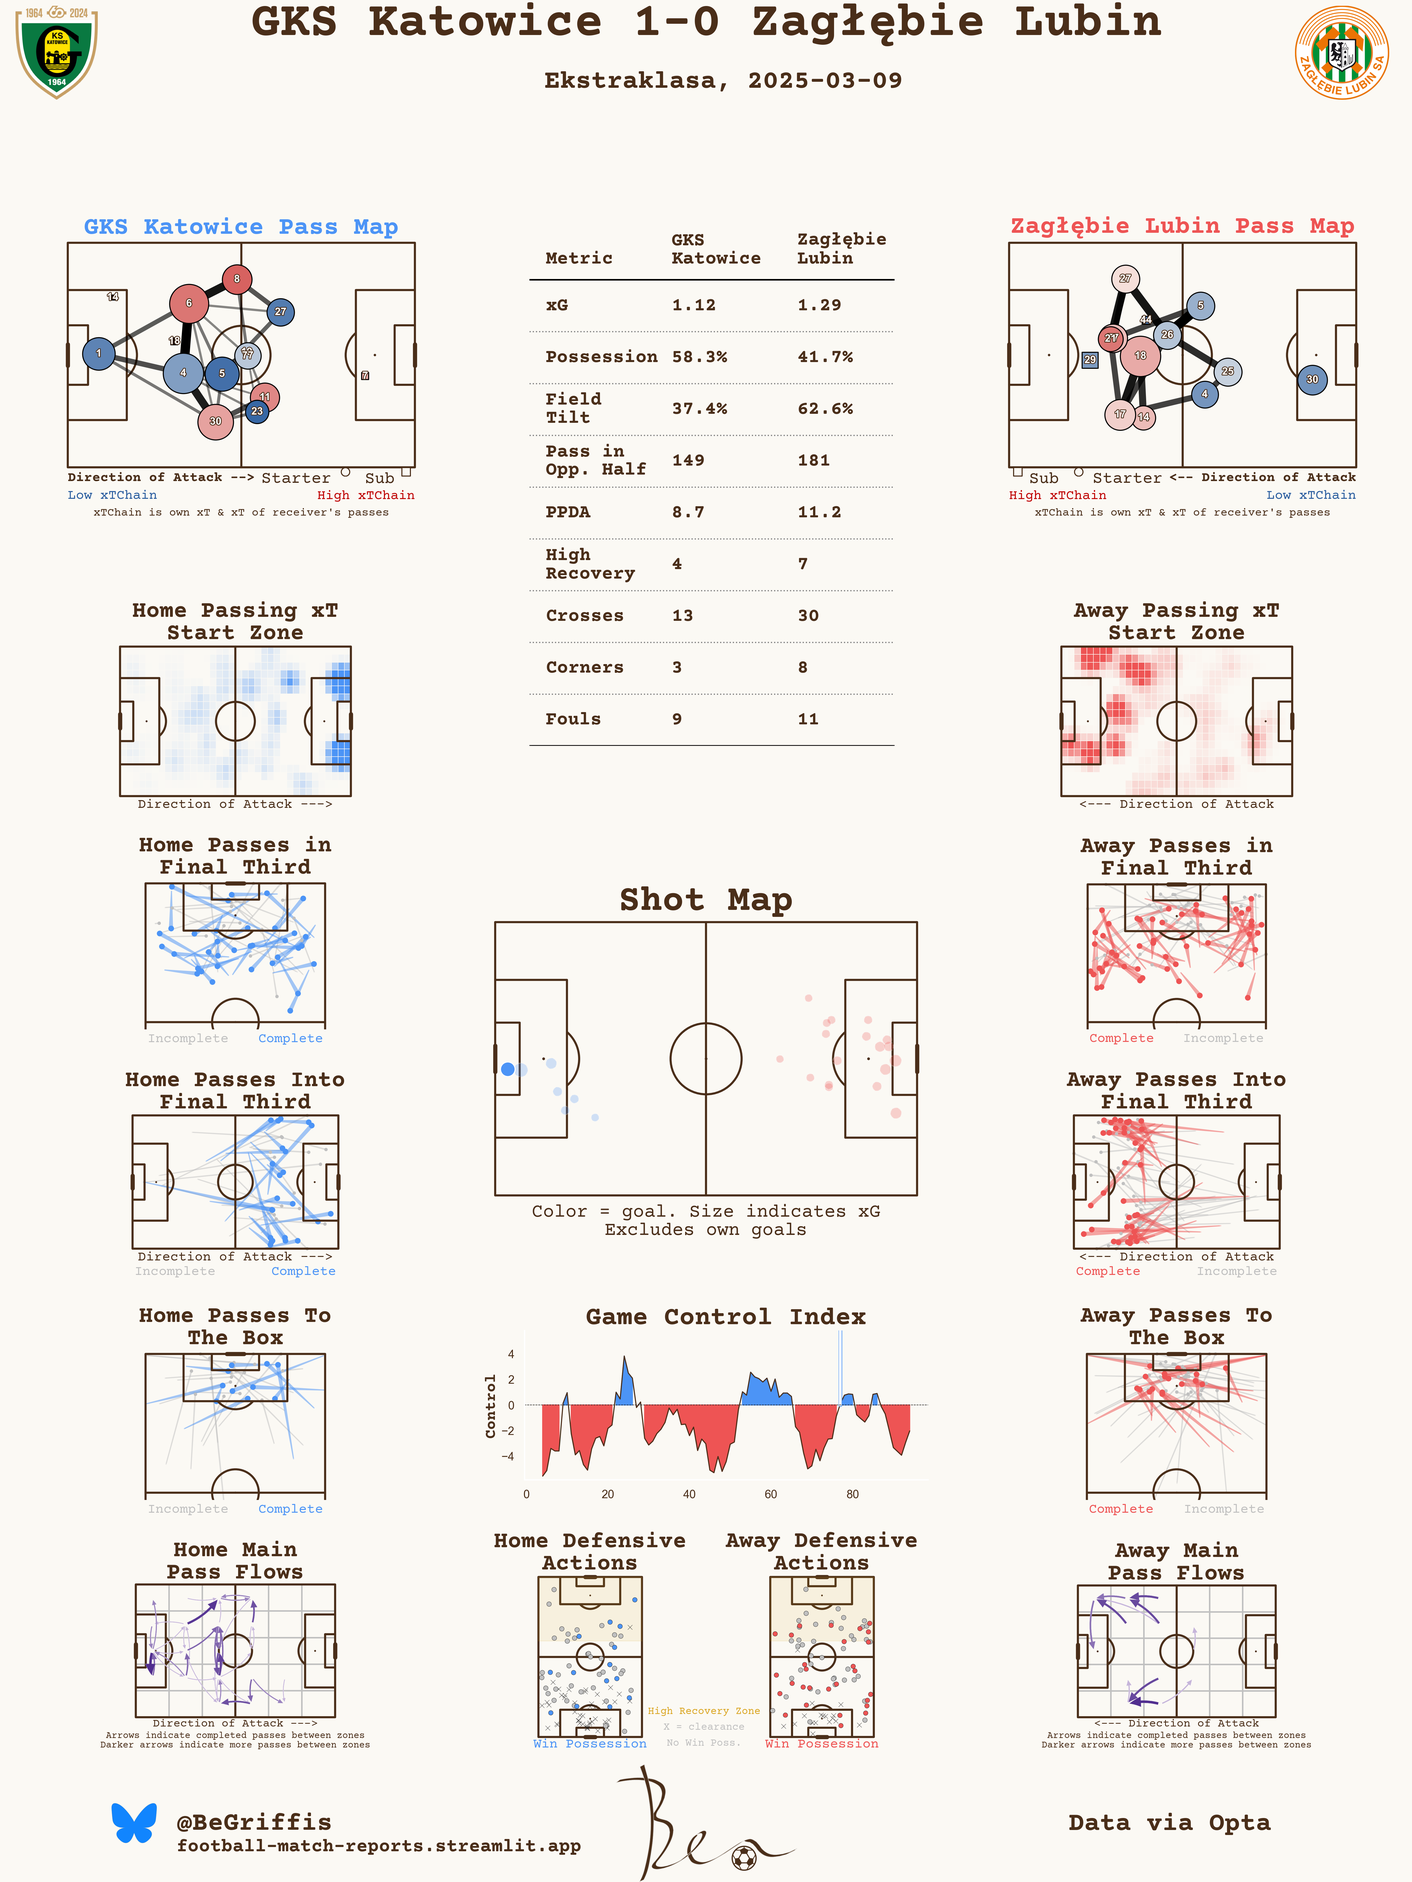 1964 2024
KS
KATOWICE
1964
GKS Katowice 1-0 Zagłębie Lubin
Ekstraklasa, 2025-03-09
ZAGŁĘBIE LUBIN SA
GKS Katowice Pass Map
14
8
6
27
18
1
77
4
5
7
11
23
30
Direction of Attack --> Starter Sub
Low xTChain High xTChain
xTChain is own xT & xT of receiver's passes
Metric GKS Katowice Zagłębie Lubin
xG 1.12 1.29
Possession 58.3% 41.7%
Field Tilt 37.4% 62.6%
Pass in Opp. Half 149 181
PPDA 8.7 11.2
High Recovery 4 7
Crosses 13 30
Corners 3 8
Fouls 9 11
Zagłębie Lubin Pass Map
27
5
44
21
26
29
18
25
30
4
17
14
Sub Starter <-- Direction of Attack
High xTChain Low xTChain
xTChain is own xT & xT of receiver's passes
Home Passing xT
Start Zone
Direction of Attack --->
Away Passing xT
Start Zone
<--- Direction of Attack
Home Passes in
Final Third
Incomplete Complete
Away Passes in
Final Third
Complete Incomplete
Shot Map
Color = goal. Size indicates xG
Excludes own goals
Home Passes Into
Final Third
Direction of Attack --->
Incomplete Complete
Away Passes Into
Final Third
<--- Direction of Attack
Complete Incomplete
Home Passes To
The Box
Incomplete Complete
Game Control Index
Control
4
2
0
−2
−4
0 20 40 60 80
Away Passes To
The Box
Complete Incomplete
Home Main
Pass Flows
Direction of Attack --->
Arrows indicate completed passes between zones
Darker arrows indicate more passes between zones
Home Defensive
Actions
Win Possession
Away Defensive
Actions
Win Possession
High Recovery Zone
X = clearance
No Win Poss.
Away Main
Pass Flows
<--- Direction of Attack
Arrows indicate completed passes between zones
Darker arrows indicate more passes between zones
@BeGriffis
football-match-reports.streamlit.app
Ben
Data via Opta